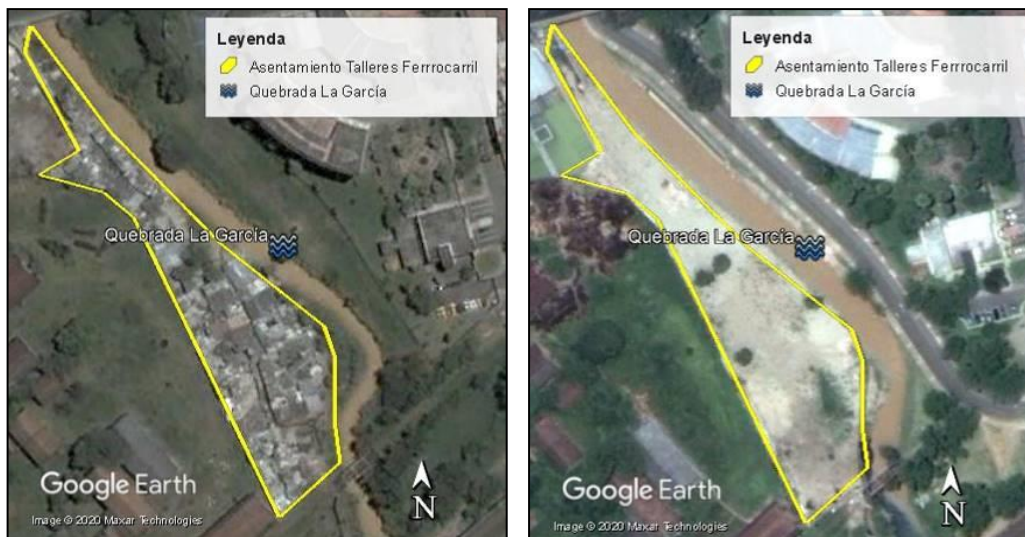 Leyenda
Asentamiento Talleres Ferrrocarril
Quebrada La García
Quebrada La García
Google Earth
Image © 2020 Maxar Technologies
N
Leyenda
Asentamiento Talleres Ferrrocarril
Quebrada La García
Quebrada La García
Google Earth
Image © 2020 Maxar Technologies
N